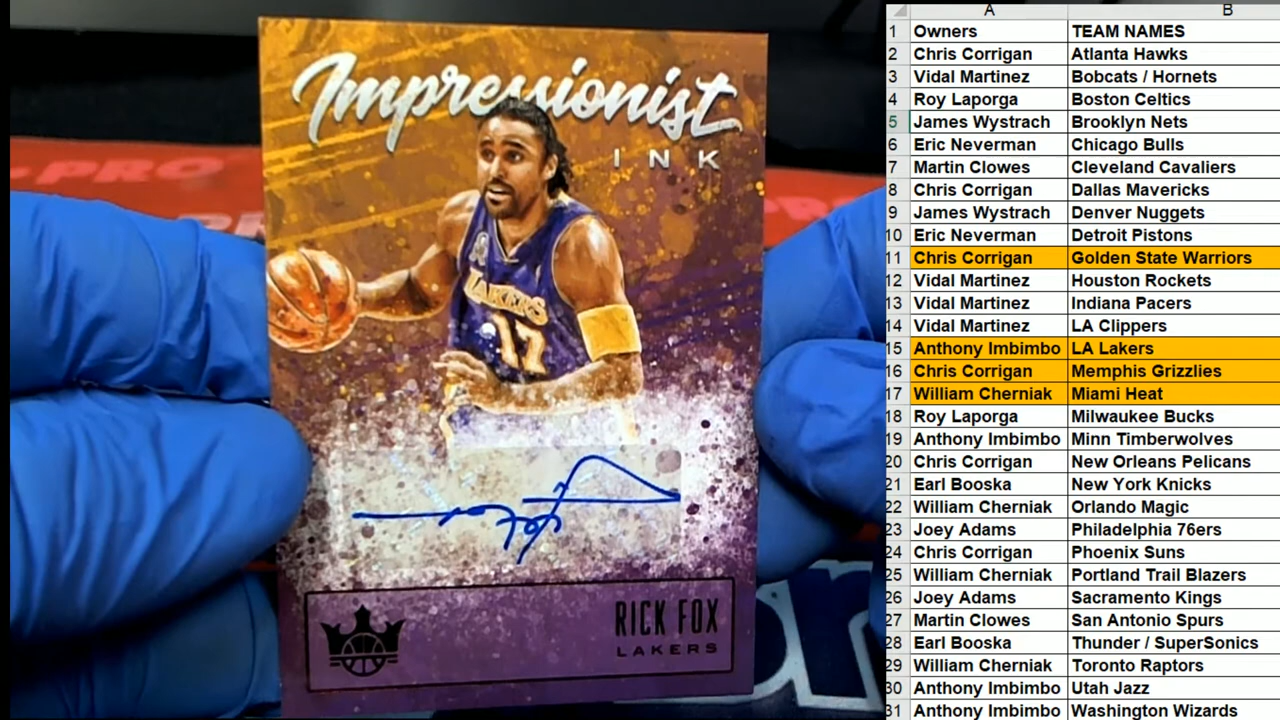 Impressionist
INK
PRO
LAKERS
17
RICK FOX
LAKERS
A B
1 Owners TEAM NAMES
2 Chris Corrigan Atlanta Hawks
3 Vidal Martinez Bobcats / Hornets
4 Roy Laporga Boston Celtics
5 James Wystrach Brooklyn Nets
6 Eric Neverman Chicago Bulls
7 Martin Clowes Cleveland Cavaliers
8 Chris Corrigan Dallas Mavericks
9 James Wystrach Denver Nuggets
10 Eric Neverman Detroit Pistons
11 Chris Corrigan Golden State Warriors
12 Vidal Martinez Houston Rockets
13 Vidal Martinez Indiana Pacers
14 Vidal Martinez LA Clippers
15 Anthony Imbimbo LA Lakers
16 Chris Corrigan Memphis Grizzlies
17 William Cherniak Miami Heat
18 Roy Laporga Milwaukee Bucks
19 Anthony Imbimbo Minn Timberwolves
20 Chris Corrigan New Orleans Pelicans
21 Earl Booska New York Knicks
22 William Cherniak Orlando Magic
23 Joey Adams Philadelphia 76ers
24 Chris Corrigan Phoenix Suns
25 William Cherniak Portland Trail Blazers
26 Joey Adams Sacramento Kings
27 Martin Clowes San Antonio Spurs
28 Earl Booska Thunder / SuperSonics
29 William Cherniak Toronto Raptors
30 Anthony Imbimbo Utah Jazz
31 Anthony Imbimbo Washington Wizards